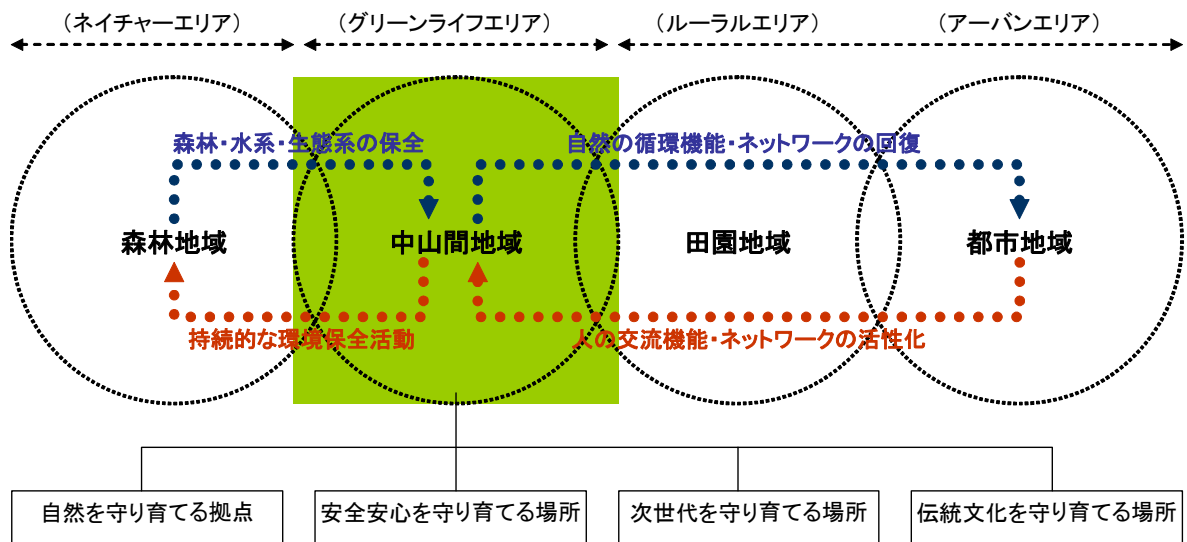 （ネイチャーエリア）
（グリーンライフエリア）
（ルーラルエリア）
（アーバンエリア）
森林・水系・生態系の保全
自然の循環機能・ネットワークの回復
森林地域
中山間地域
田園地域
都市地域
持続的な環境保全活動
人の交流機能・ネットワークの活性化
自然を守り育てる拠点
安全安心を守り育てる場所
次世代を守り育てる場所
伝統文化を守り育てる場所